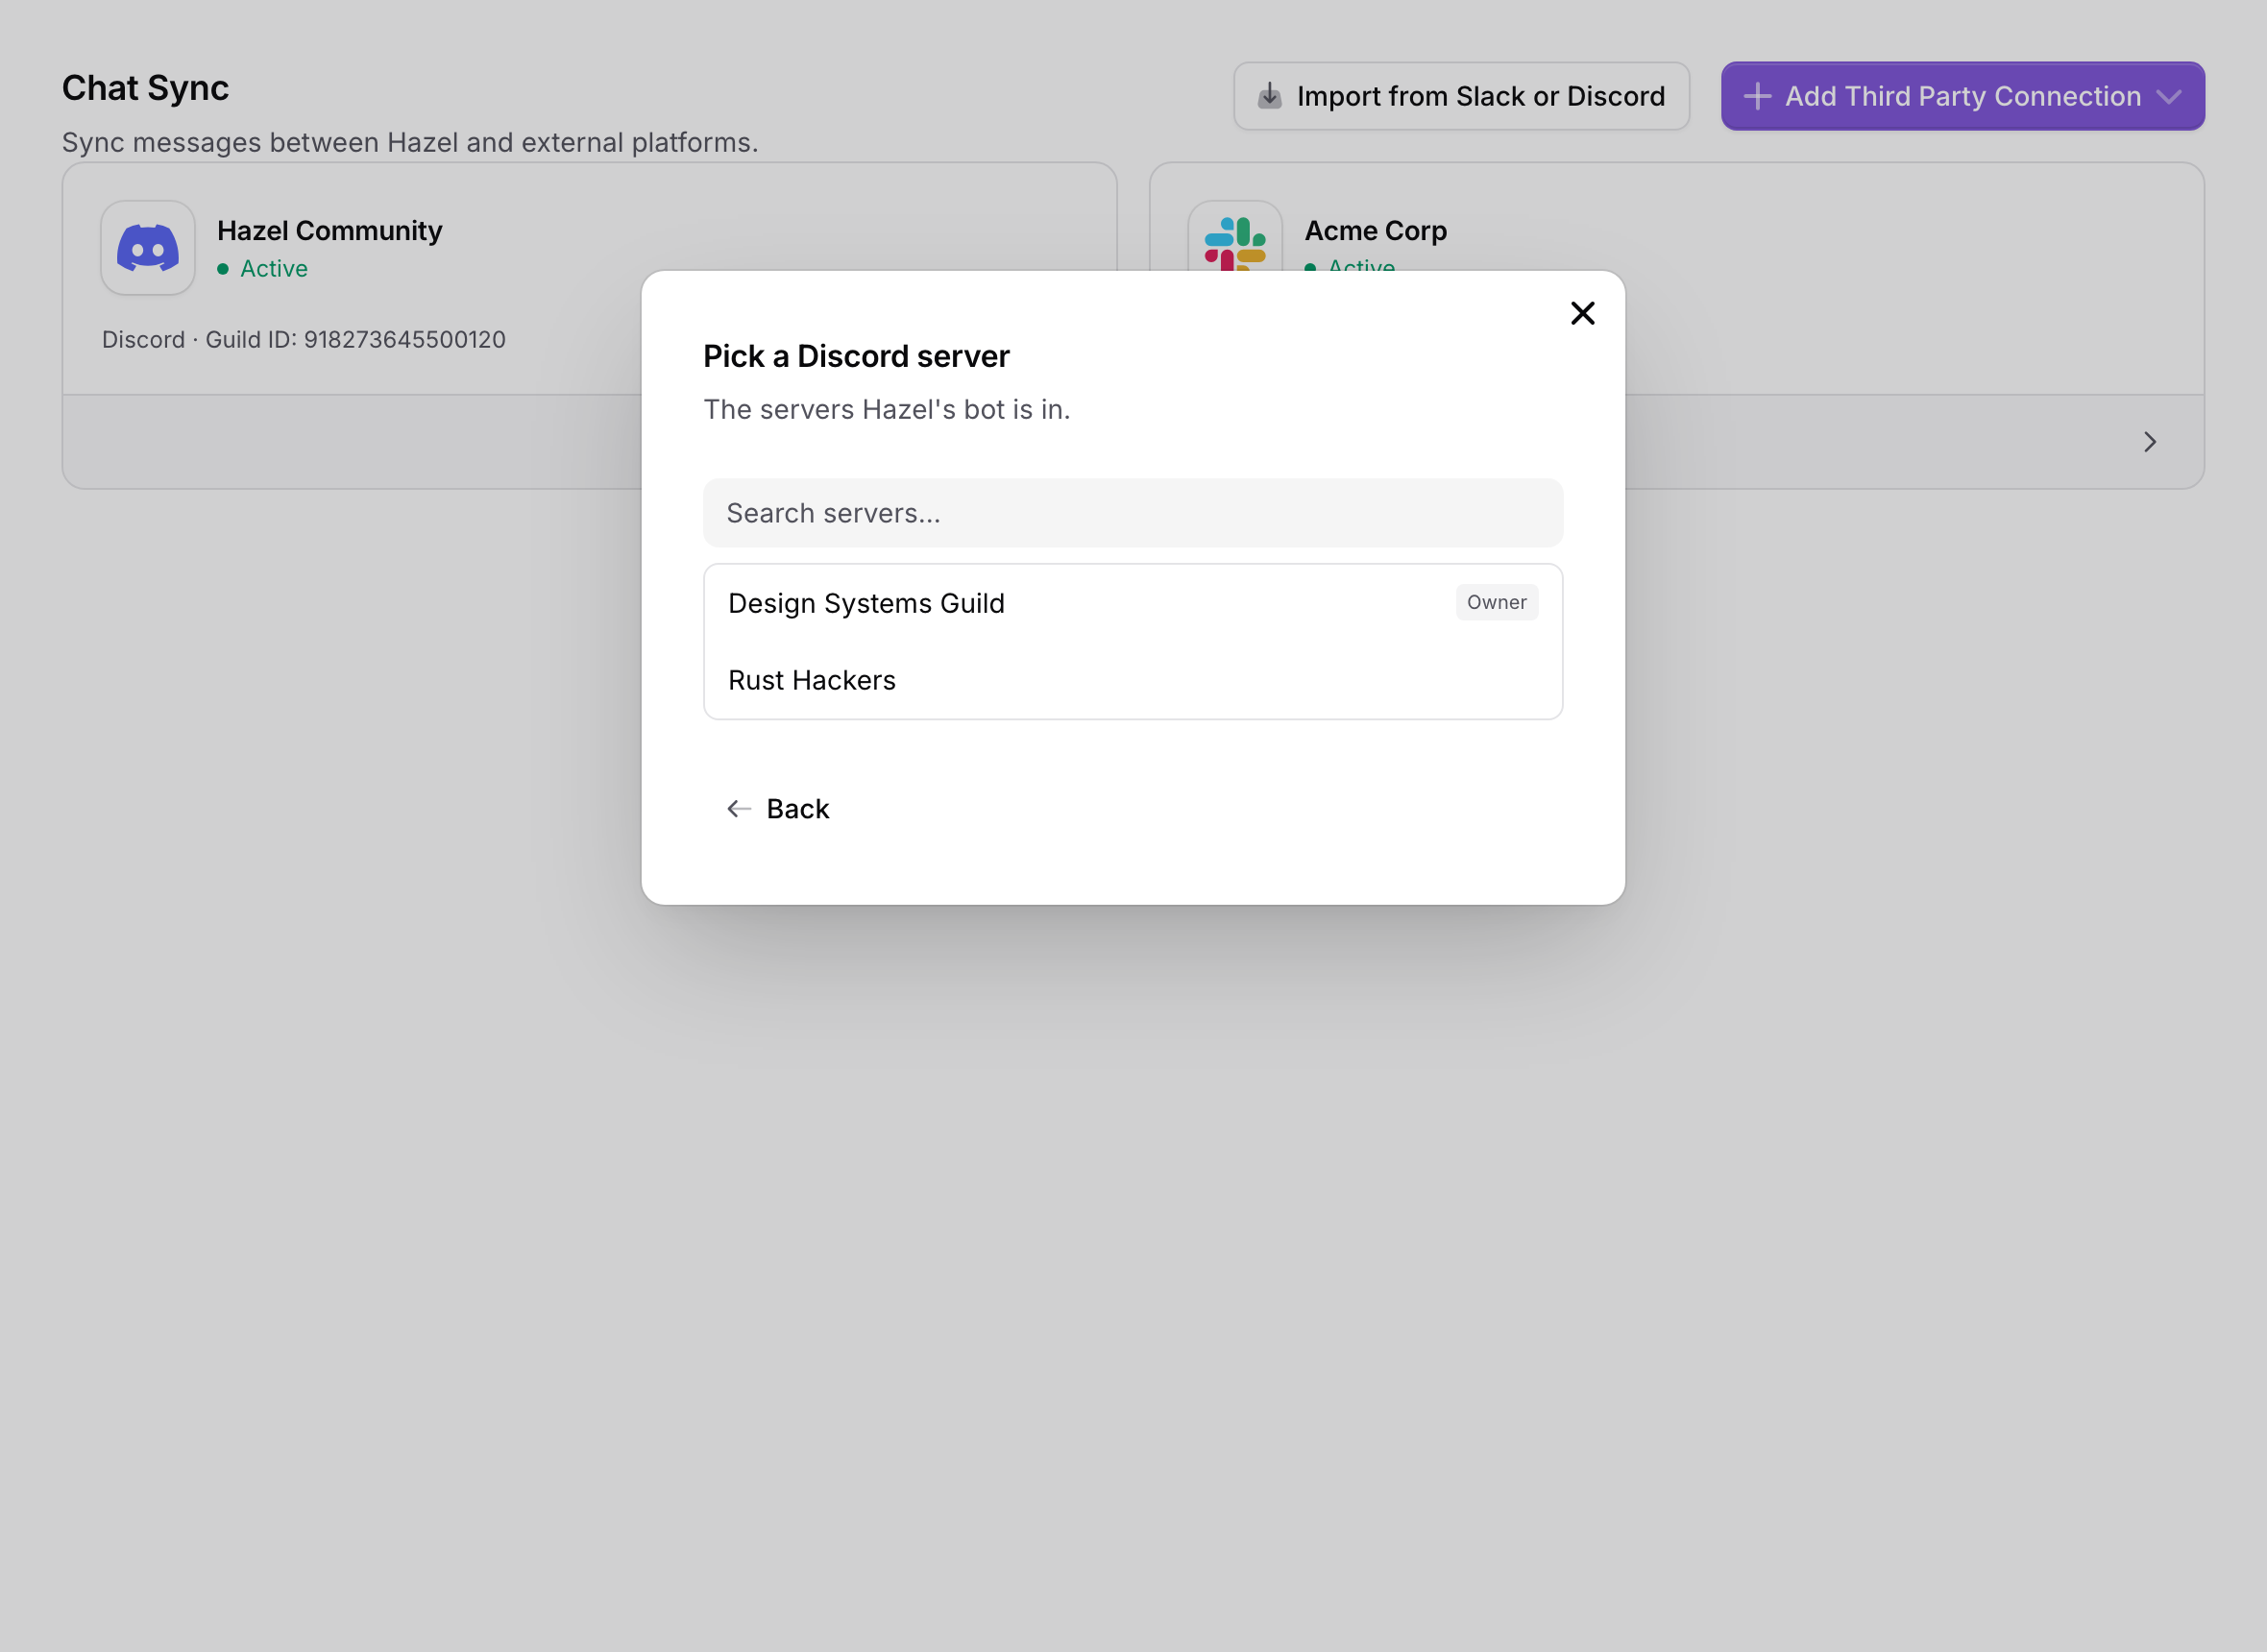 Chat Sync
Sync messages between Hazel and external platforms.
Import from Slack or Discord
Add Third Party Connection
Hazel Community
Active
Discord · Guild ID: 918273645500120
Acme Corp
Active
Pick a Discord server
The servers Hazel's bot is in.
Search servers...
Design Systems Guild
Owner
Rust Hackers
Back